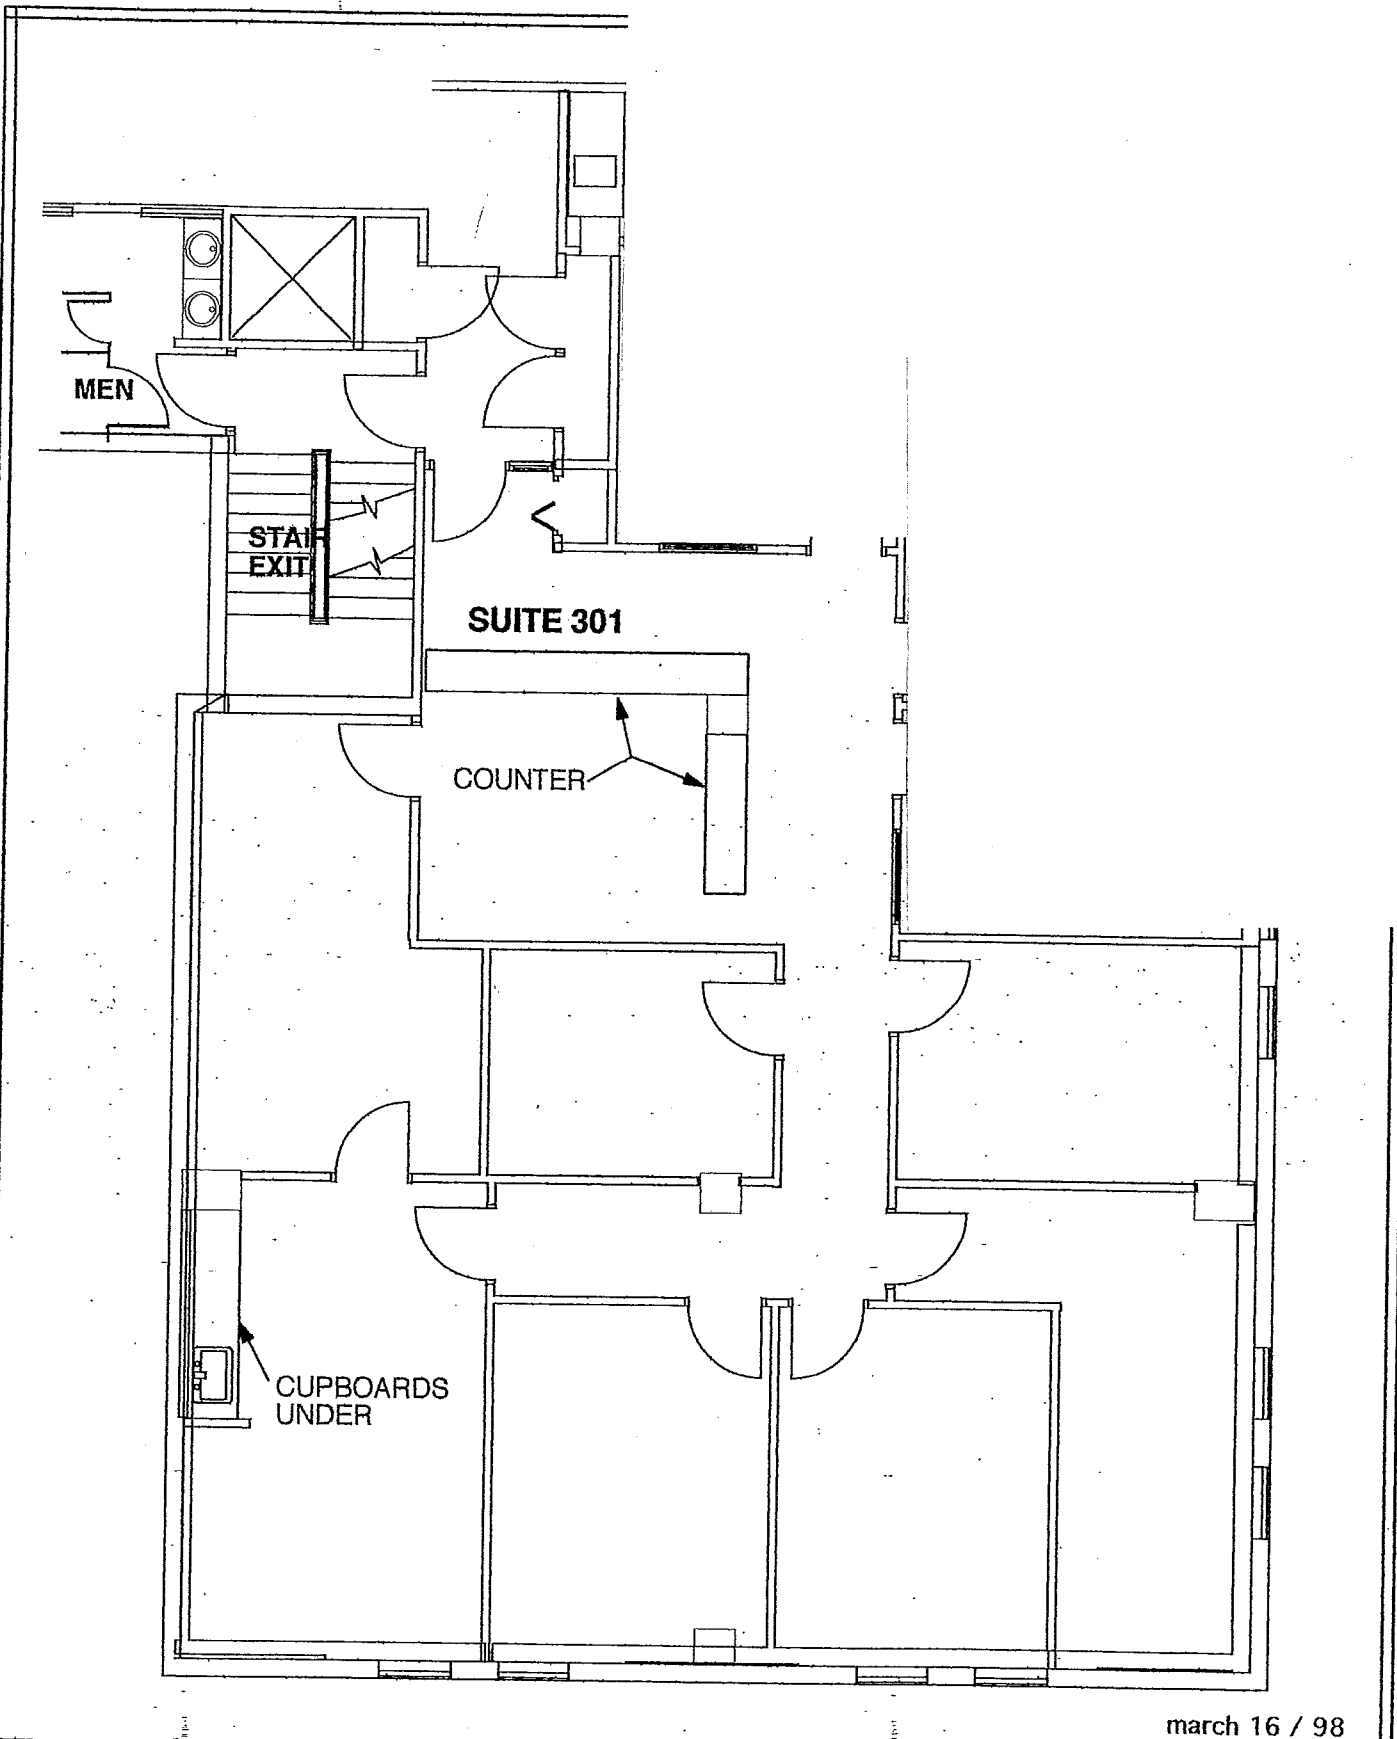 MEN
STAIR
EXIT
SUITE 301
COUNTER
CUPBOARDS
UNDER
march 16 / 98